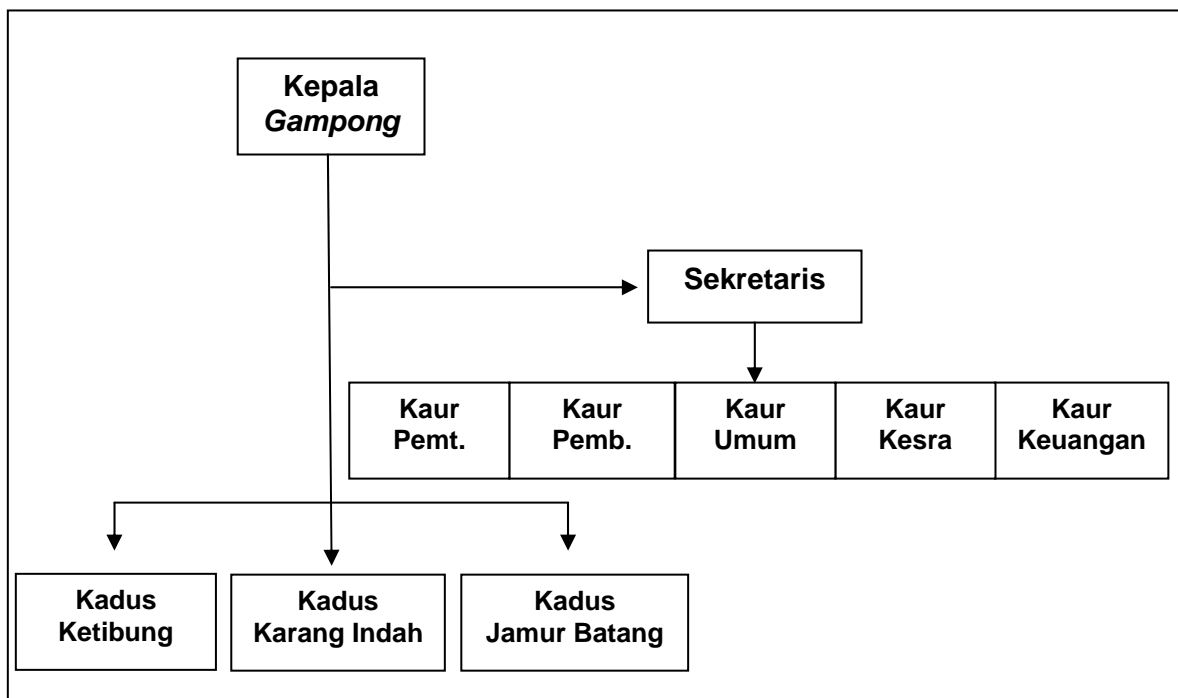 Kepala
Gampong
Sekretaris
Kaur
Pemt.
Kaur
Pemb.
Kaur
Umum
Kaur
Kesra
Kaur
Keuangan
Kadus
Ketibung
Kadus
Karang Indah
Kadus
Jamur Batang